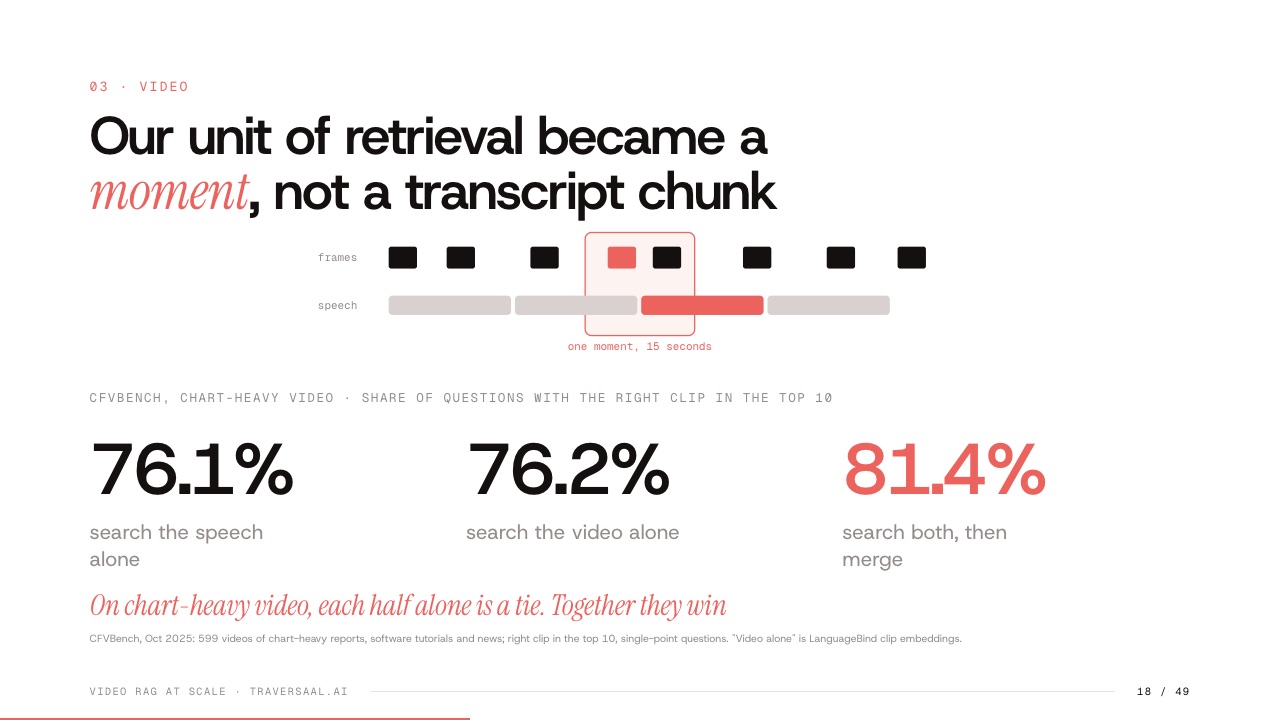 03 · VIDEO
Our unit of retrieval became a
moment, not a transcript chunk
frames
speech
one moment, 15 seconds
CFVBENCH, CHART-HEAVY VIDEO · SHARE OF QUESTIONS WITH THE RIGHT CLIP IN THE TOP 10
76.1%
76.2%
81.4%
search the speech
alone
search the video alone
search both, then
merge
On chart-heavy video, each half alone is a tie. Together they win
CFVBench, Oct 2025: 599 videos of chart-heavy reports, software tutorials and news; right clip in the top 10, single-point questions. "Video alone" is LanguageBind clip embeddings.
VIDEO RAG AT SCALE · TRAVERSAAL.AI
18 / 49